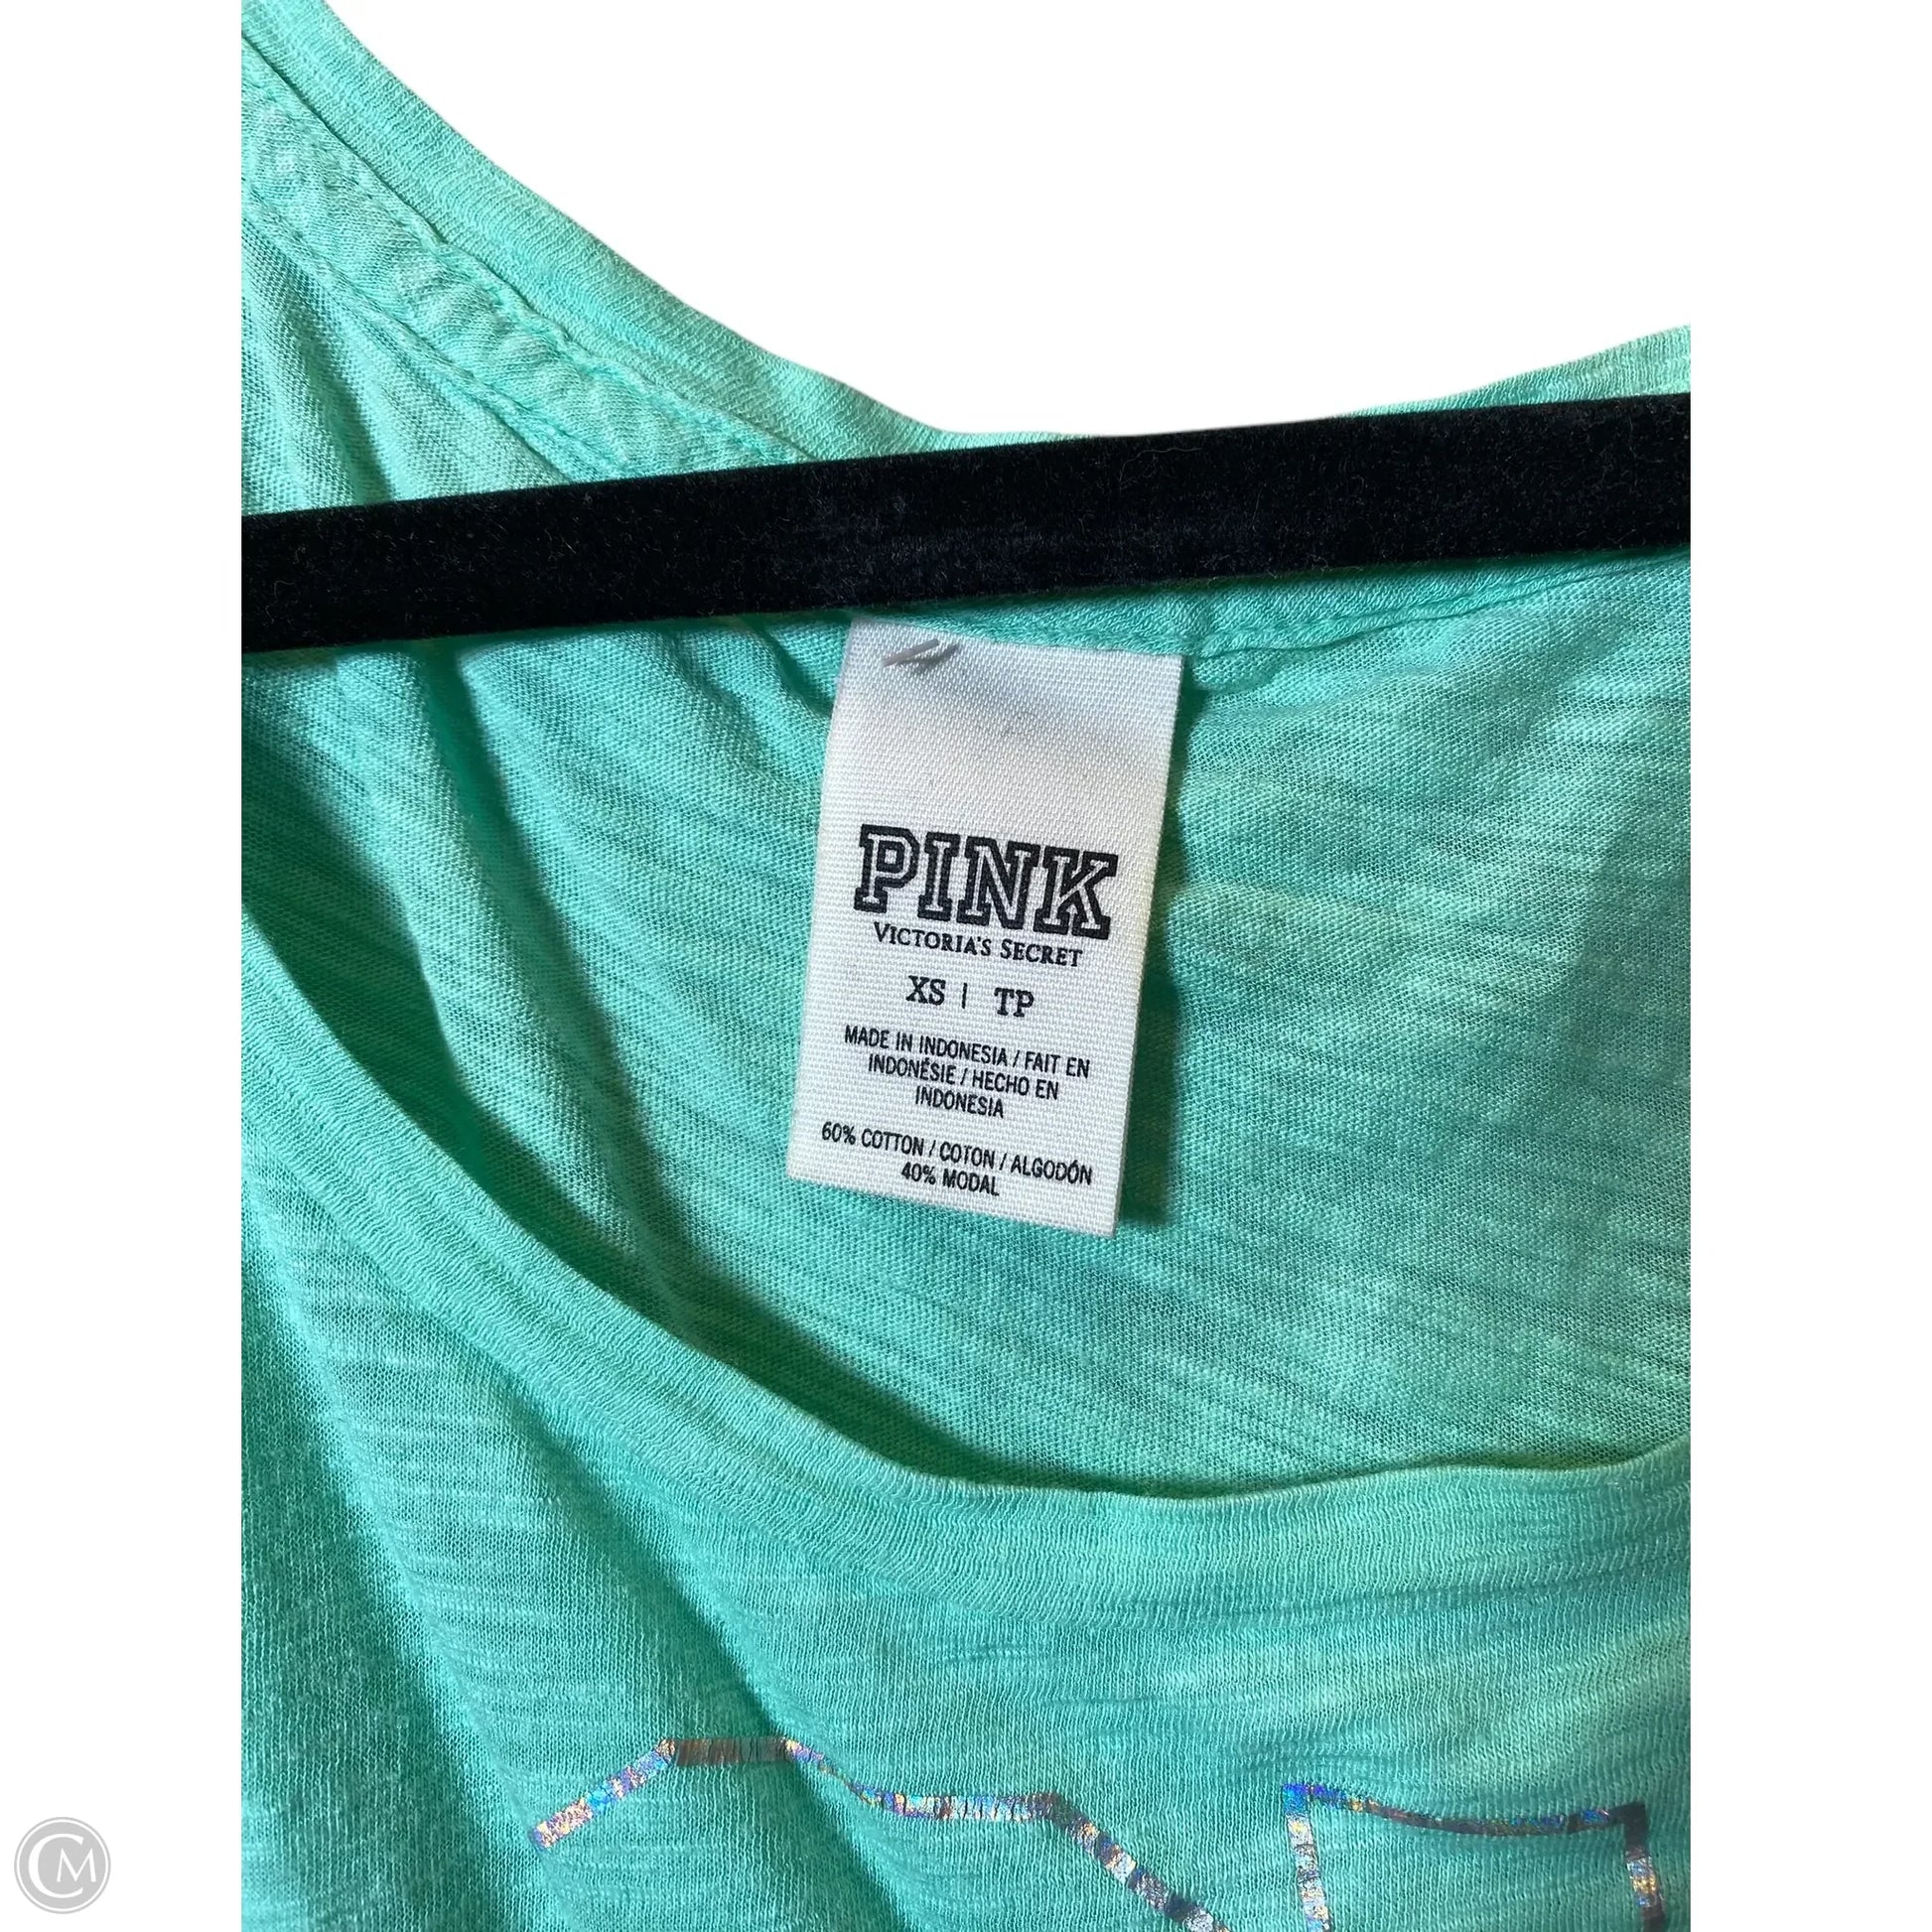 PINK
VICTORIA'S SECRET
XS | TP
MADE IN INDONESIA / FAIT EN
INDONÉSIE / HECHO EN
INDONESIA
60% COTTON / COTON / ALGODÓN
40% MODAL
CM